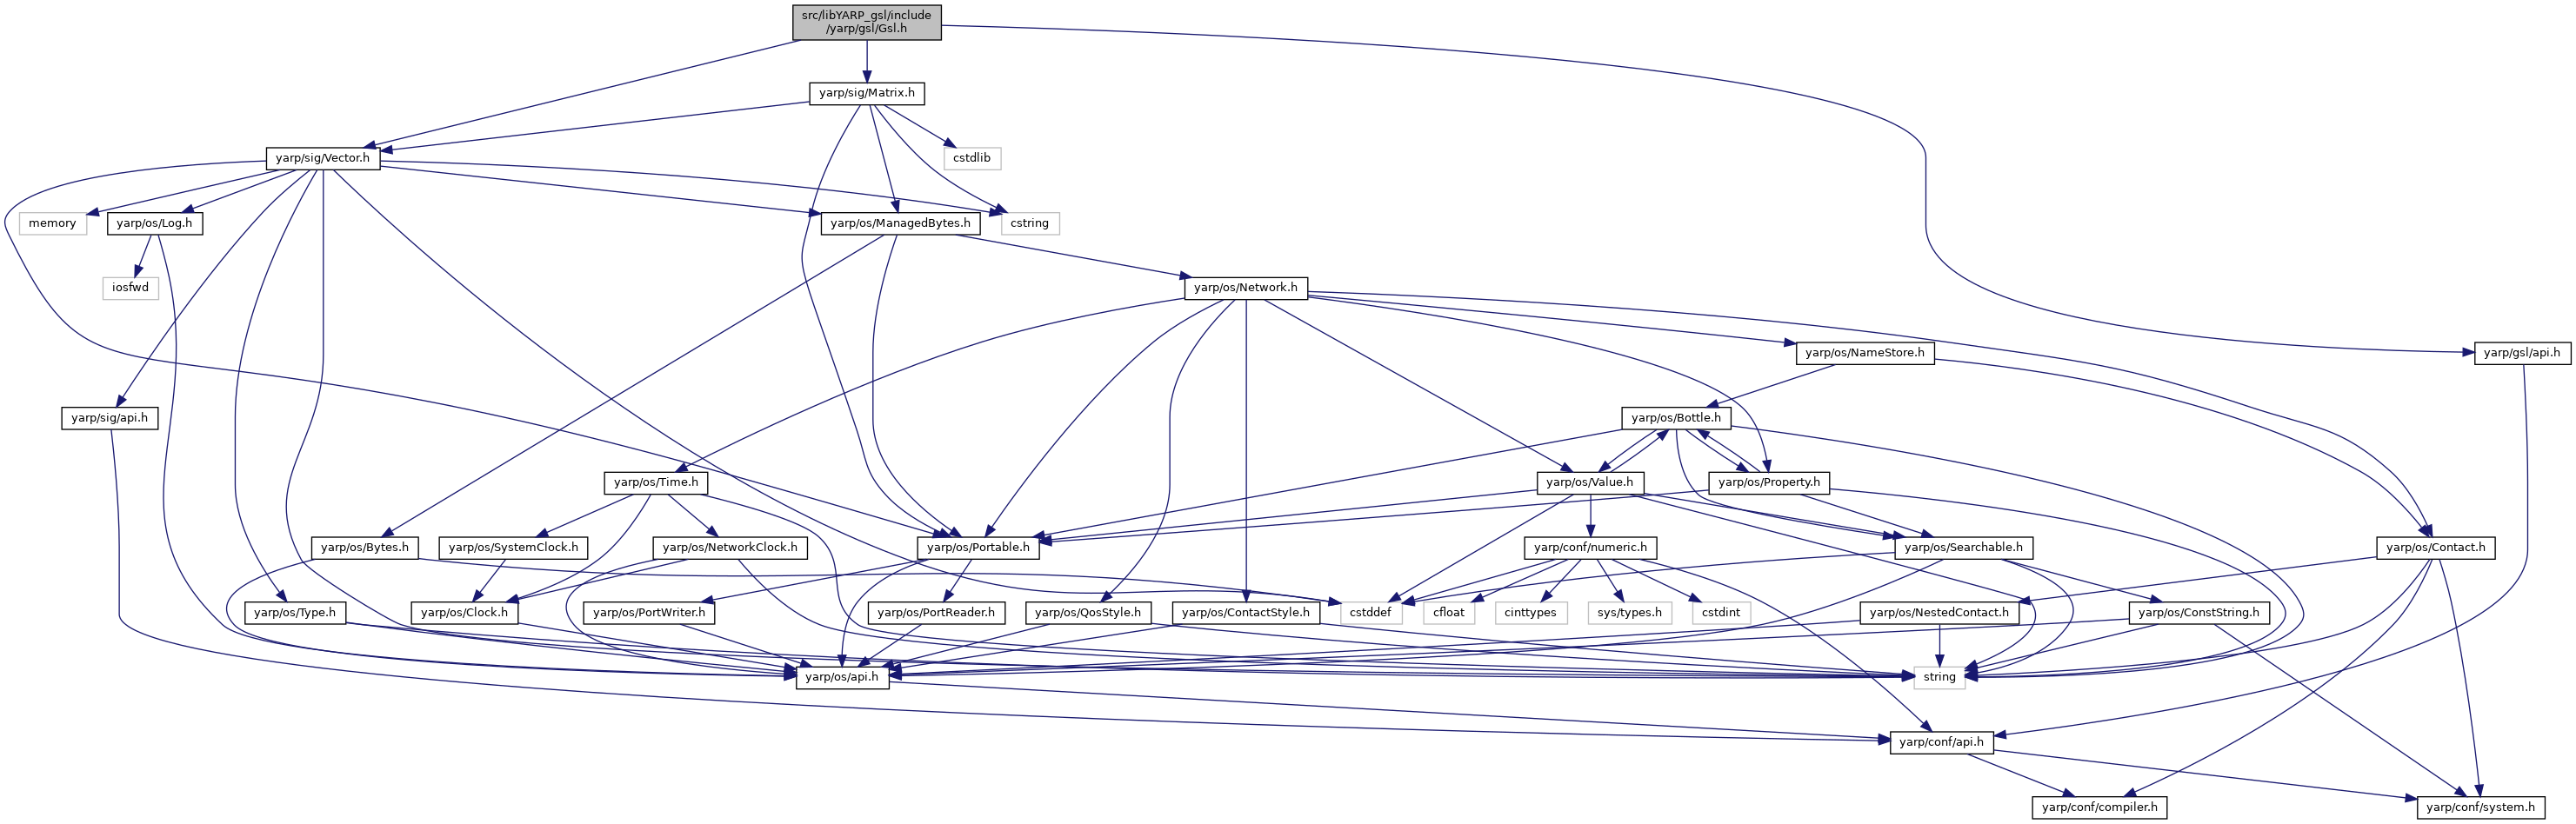 src/libYARP_gsl/include
/yarp/gsl/Gsl.h
yarp/sig/Matrix.h
yarp/sig/Vector.h
cstdlib
memory
yarp/os/Log.h
yarp/os/ManagedBytes.h
cstring
iosfwd
yarp/os/Network.h
yarp/os/NameStore.h
yarp/gsl/api.h
yarp/sig/api.h
yarp/os/Bottle.h
yarp/os/Time.h
yarp/os/Value.h
yarp/os/Property.h
yarp/os/Bytes.h
yarp/os/SystemClock.h
yarp/os/NetworkClock.h
yarp/os/Portable.h
yarp/conf/numeric.h
yarp/os/Searchable.h
yarp/os/Contact.h
yarp/os/Type.h
yarp/os/Clock.h
yarp/os/PortWriter.h
yarp/os/PortReader.h
yarp/os/QosStyle.h
yarp/os/ContactStyle.h
cstddef
cfloat
cinttypes
sys/types.h
cstdint
yarp/os/NestedContact.h
yarp/os/ConstString.h
yarp/os/api.h
string
yarp/conf/api.h
yarp/conf/compiler.h
yarp/conf/system.h